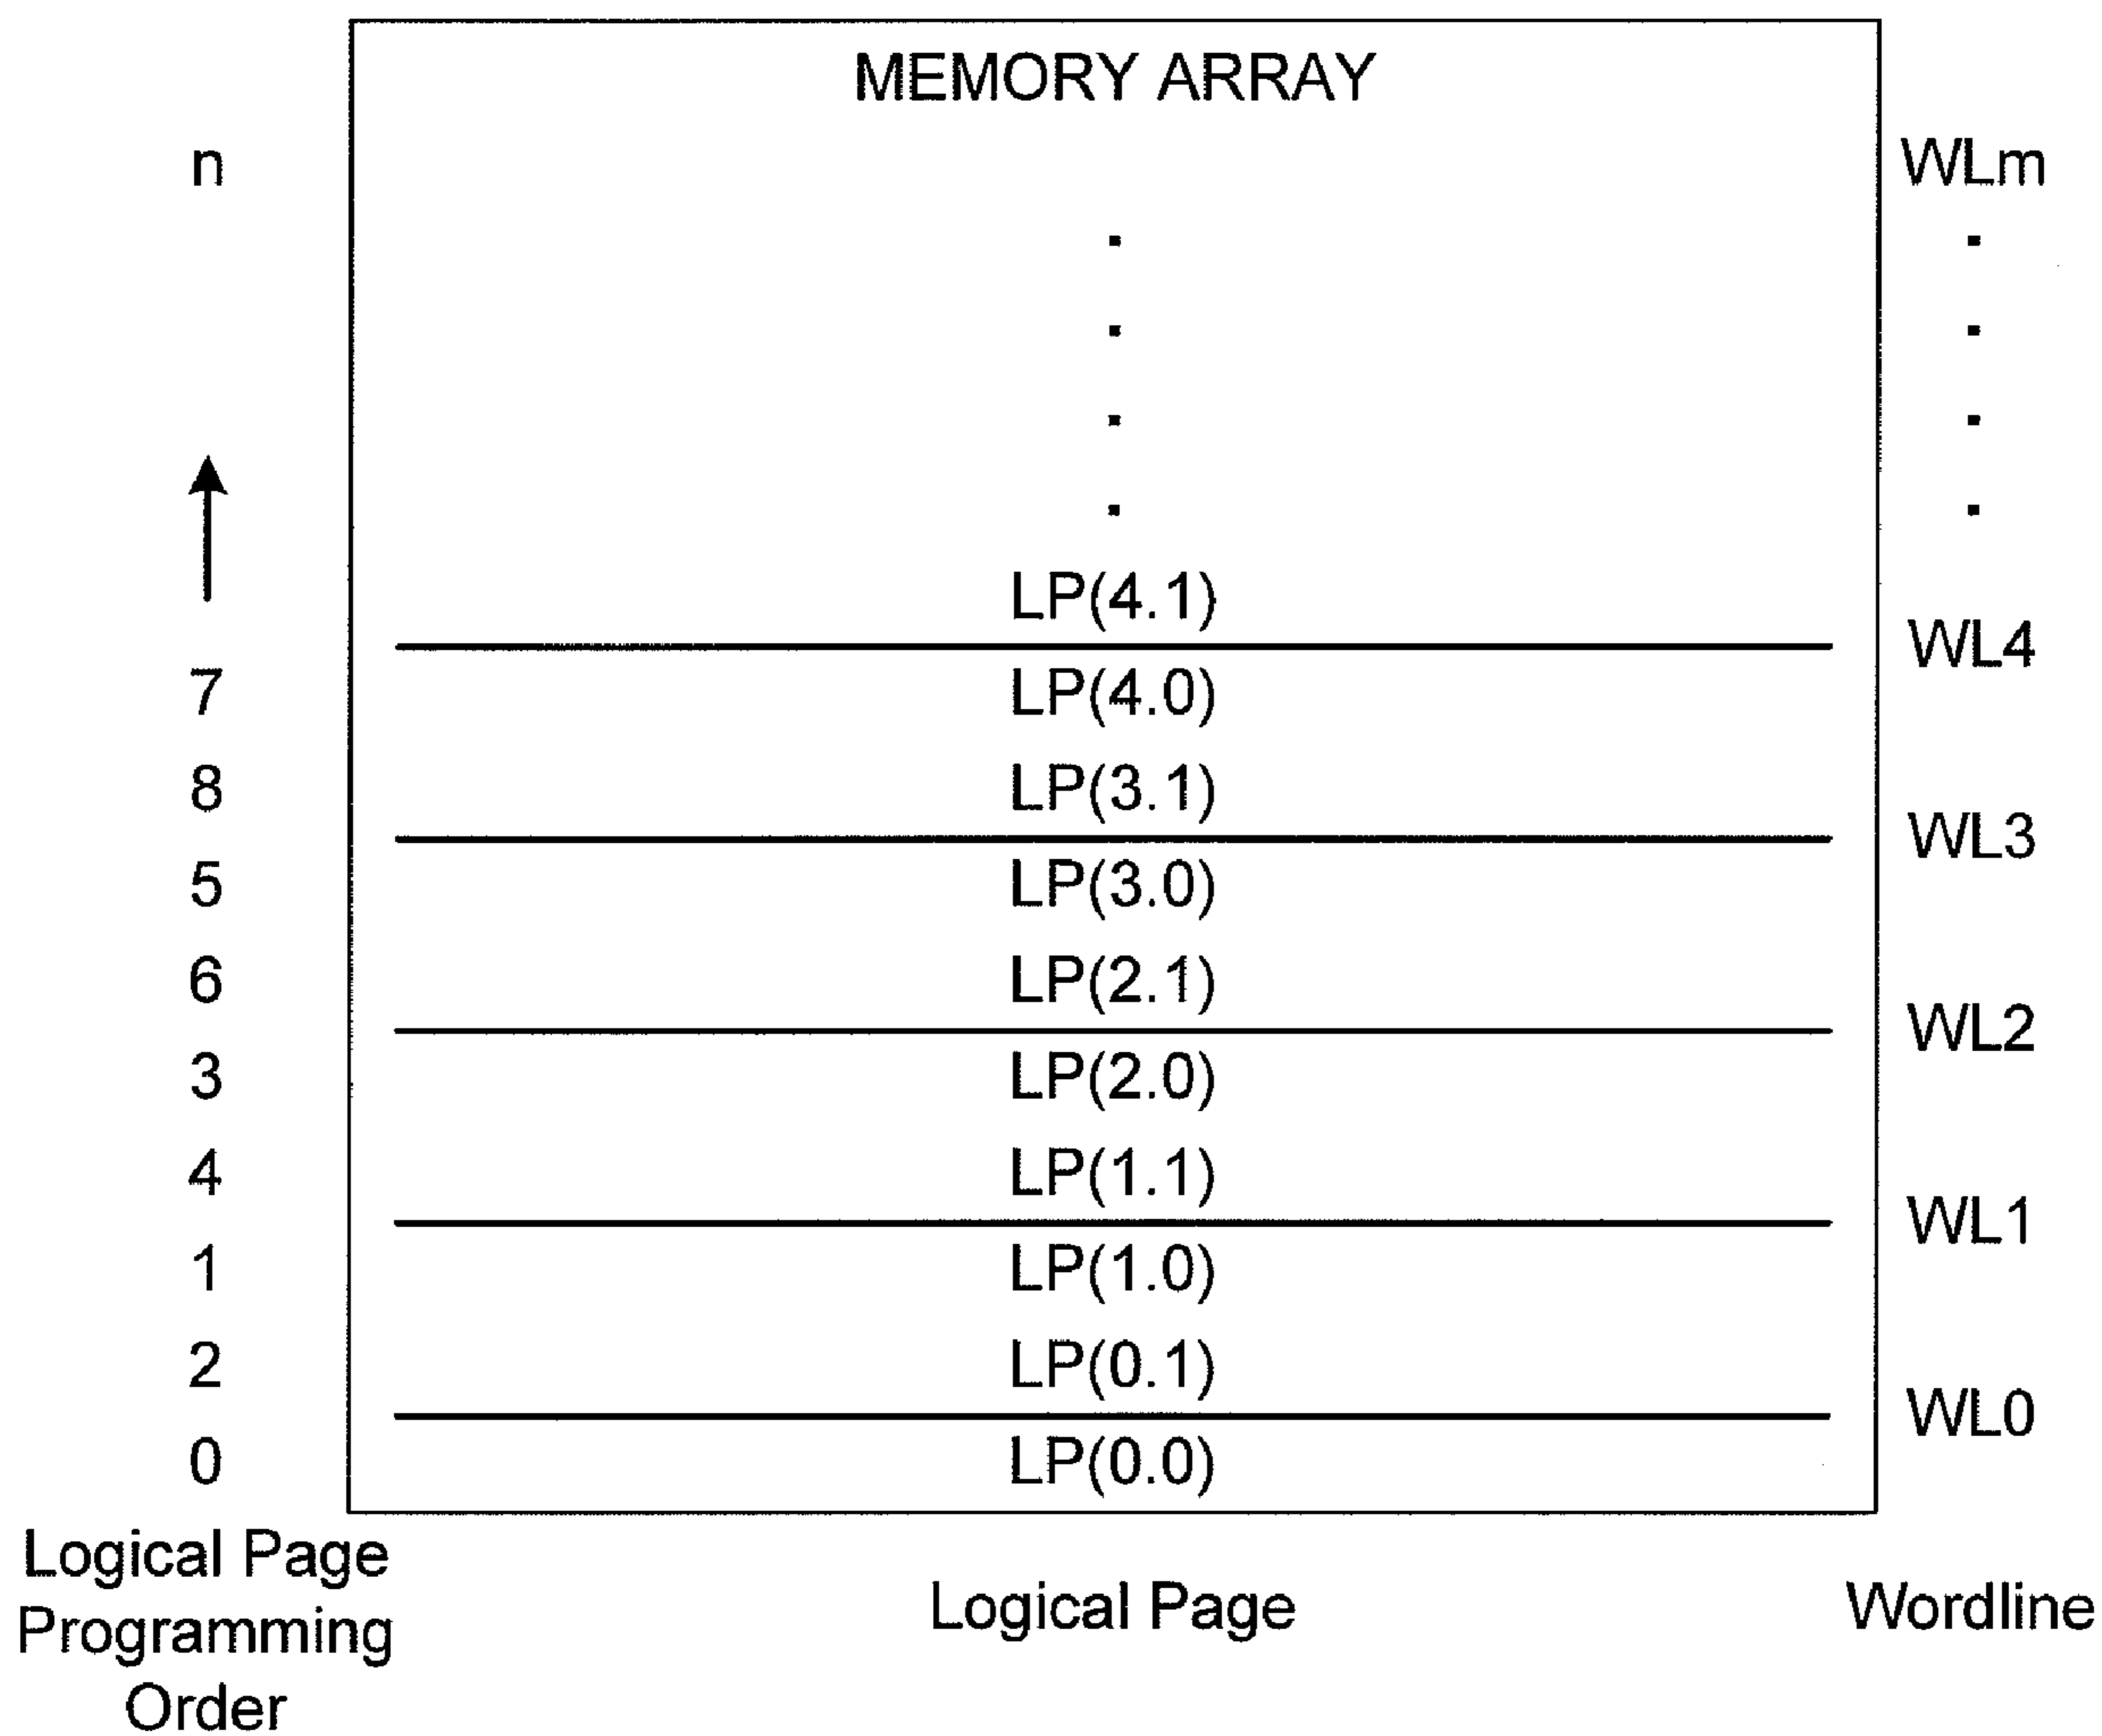 MEMORY ARRAY
n WLm
. .
. .
. .
. .
LP(4.1)
WL4
7 LP(4.0)
8 LP(3.1)
WL3
5 LP(3.0)
6 LP(2.1)
WL2
3 LP(2.0)
4 LP(1.1)
WL1
1 LP(1.0)
2 LP(0.1)
WL0
0 LP(0.0)
Logical Page
Programming
Order
Logical Page
Wordline